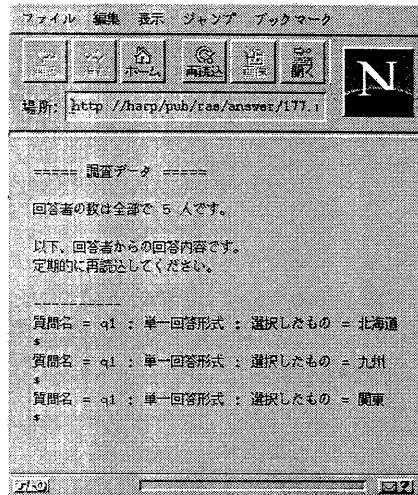 ファイル 編集 表示 ジャンプ ブックマーク
ホーム 再読込 画像 開く
N
場所: http //harp/pub/ras/answer/177.
===== 調査データ =====
回答者の数は全部で 5 人です。
以下、回答者からの回答内容です。
定期的に再読込してください。
----------
質問名 = q1 : 単一回答形式 : 選択したもの = 北海道
$
質問名 = q1 : 単一回答形式 : 選択したもの = 九州
$
質問名 = q1 : 単一回答形式 : 選択したもの = 関東
$